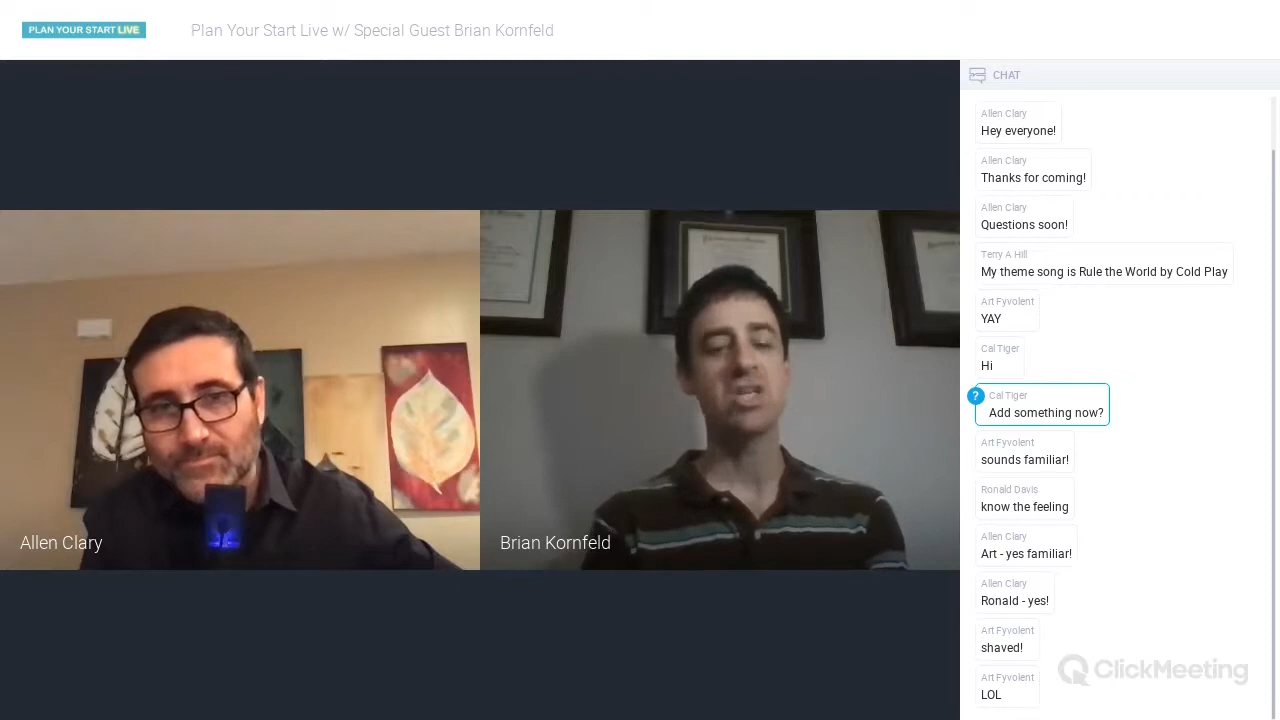 PLAN YOUR START LIVE
Plan Your Start Live w/ Special Guest Brian Kornfeld
CHAT
Allen Clary
Hey everyone!
Allen Clary
Thanks for coming!
Allen Clary
Questions soon!
Terry A Hill
My theme song is Rule the World by Cold Play
Art Fyvolent
YAY
Cal Tiger
Hi
?
Cal Tiger
Add something now?
Art Fyvolent
sounds familiar!
Ronald Davis
know the feeling
Allen Clary
Art - yes familiar!
Allen Clary
Ronald - yes!
Art Fyvolent
shaved!
Art Fyvolent
LOL
ClickMeeting
Allen Clary
Brian Kornfeld